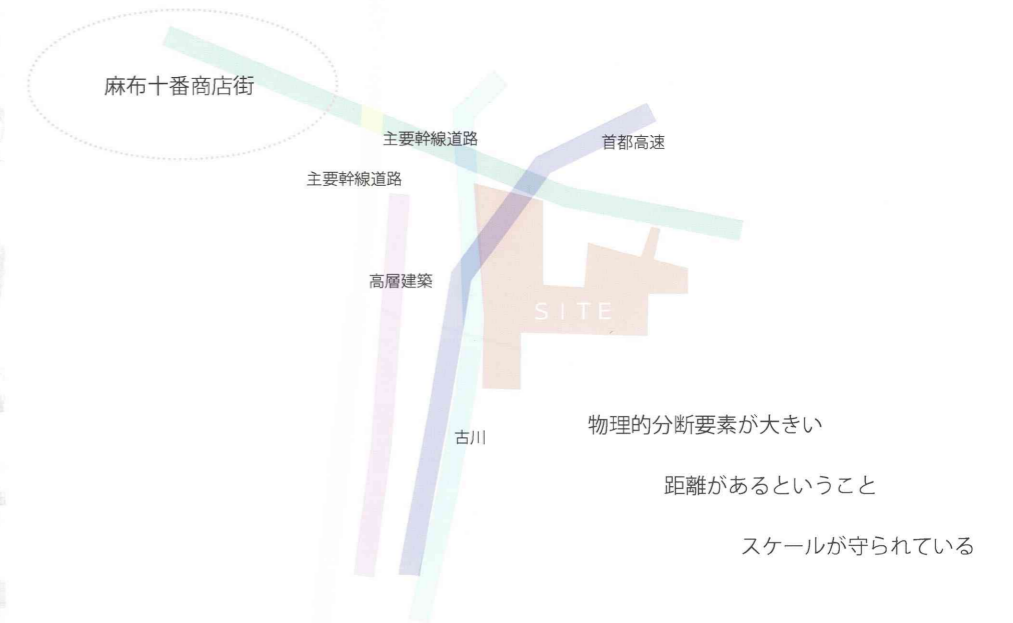 麻布十番商店街
主要幹線道路
首都高速
主要幹線道路
高層建築
SITE
古川
物理的分断要素が大きい
距離があるということ
スケールが守られている